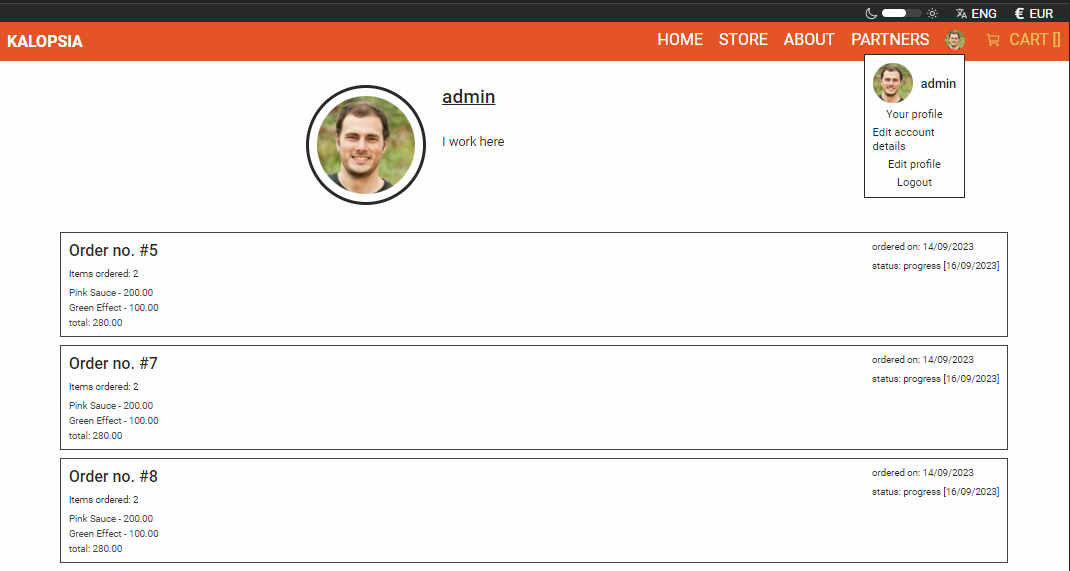 ENG
€ EUR
KALOPSIA
HOME STORE ABOUT PARTNERS CART []
admin
I work here
admin
Your profile
Edit account
details
Edit profile
Logout
Order no. #5
Items ordered: 2
Pink Sauce - 200.00
Green Effect - 100.00
total: 280.00
ordered on: 14/09/2023
status: progress [16/09/2023]
Order no. #7
Items ordered: 2
Pink Sauce - 200.00
Green Effect - 100.00
total: 280.00
ordered on: 14/09/2023
status: progress [16/09/2023]
Order no. #8
Items ordered: 2
Pink Sauce - 200.00
Green Effect - 100.00
total: 280.00
ordered on: 14/09/2023
status: progress [16/09/2023]